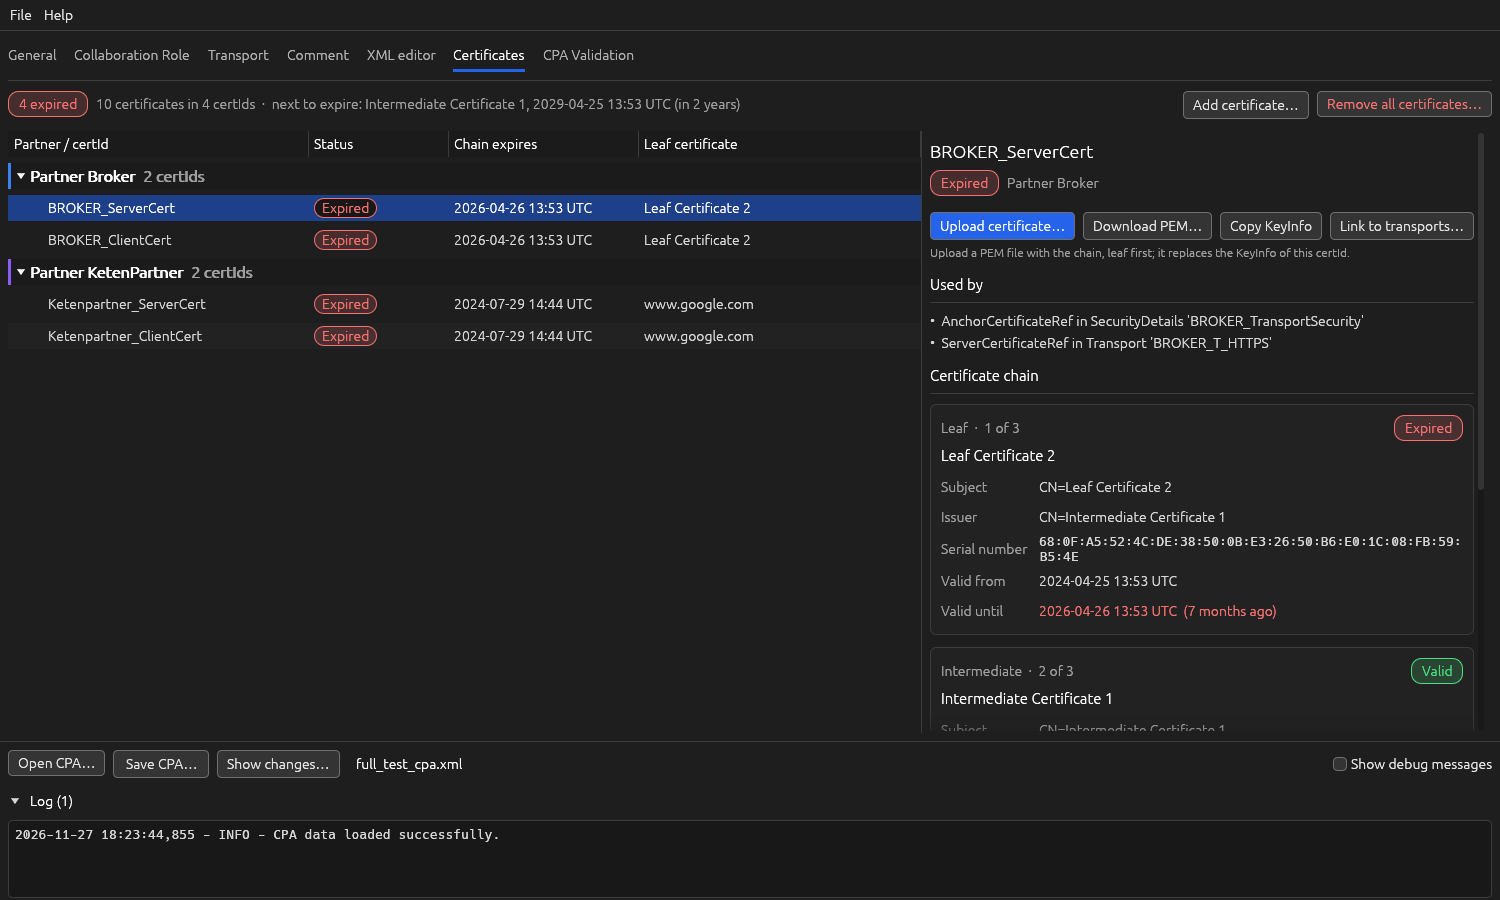 File Help
General Collaboration Role Transport Comment XML editor Certificates CPA Validation
4 expired 10 certificates in 4 certIds · next to expire: Intermediate Certificate 1, 2029-04-25 13:53 UTC (in 2 years) Add certificate... Remove all certificates...
Partner / certId Status Chain expires Leaf certificate
Partner Broker 2 certIds
BROKER_ServerCert Expired 2026-04-26 13:53 UTC Leaf Certificate 2
BROKER_ClientCert Expired 2026-04-26 13:53 UTC Leaf Certificate 2
Partner KetenPartner 2 certIds
Ketenpartner_ServerCert Expired 2024-07-29 14:44 UTC www.google.com
Ketenpartner_ClientCert Expired 2024-07-29 14:44 UTC www.google.com
BROKER_ServerCert
Expired Partner Broker
Upload certificate... Download PEM... Copy KeyInfo Link to transports...
Upload a PEM file with the chain, leaf first; it replaces the KeyInfo of this certId.
Used by
• AnchorCertificateRef in SecurityDetails 'BROKER_TransportSecurity'
• ServerCertificateRef in Transport 'BROKER_T_HTTPS'
Certificate chain
Leaf · 1 of 3 Expired
Leaf Certificate 2
Subject CN=Leaf Certificate 2
Issuer CN=Intermediate Certificate 1
Serial number 68:0F:A5:52:4C:DE:38:50:0B:E3:26:50:B6:E0:1C:08:FB:59:
B5:4E
Valid from 2024-04-25 13:53 UTC
Valid until 2026-04-26 13:53 UTC (7 months ago)
Intermediate · 2 of 3 Valid
Intermediate Certificate 1
Subject CN=Intermediate Certificate 1
Open CPA... Save CPA... Show changes... full_test_cpa.xml Show debug messages
Log (1)
2026-11-27 18:23:44,855 - INFO - CPA data loaded successfully.